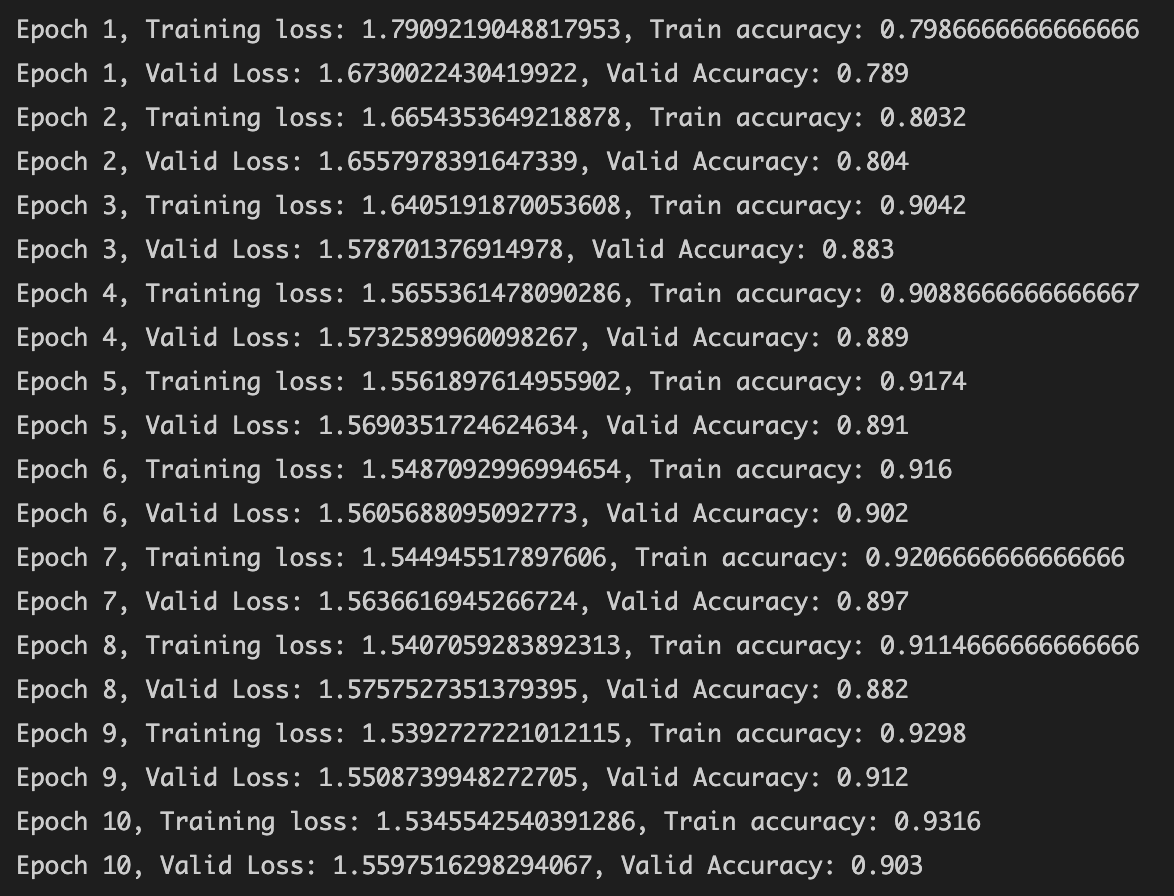 Epoch 1, Training loss: 1.7909219048817953, Train accuracy: 0.7986666666666666
Epoch 1, Valid Loss: 1.6730022430419922, Valid Accuracy: 0.789
Epoch 2, Training loss: 1.6654353649218878, Train accuracy: 0.8032
Epoch 2, Valid Loss: 1.6557978391647339, Valid Accuracy: 0.804
Epoch 3, Training loss: 1.6405191870053608, Train accuracy: 0.9042
Epoch 3, Valid Loss: 1.578701376914978, Valid Accuracy: 0.883
Epoch 4, Training loss: 1.5655361478090286, Train accuracy: 0.9088666666666667
Epoch 4, Valid Loss: 1.5732589960098267, Valid Accuracy: 0.889
Epoch 5, Training loss: 1.5561897614955902, Train accuracy: 0.9174
Epoch 5, Valid Loss: 1.5690351724624634, Valid Accuracy: 0.891
Epoch 6, Training loss: 1.5487092996994654, Train accuracy: 0.916
Epoch 6, Valid Loss: 1.5605688095092773, Valid Accuracy: 0.902
Epoch 7, Training loss: 1.544945517897606, Train accuracy: 0.9206666666666666
Epoch 7, Valid Loss: 1.5636616945266724, Valid Accuracy: 0.897
Epoch 8, Training loss: 1.5407059283892313, Train accuracy: 0.9114666666666666
Epoch 8, Valid Loss: 1.5757527351379395, Valid Accuracy: 0.882
Epoch 9, Training loss: 1.5392727221012115, Train accuracy: 0.9298
Epoch 9, Valid Loss: 1.5508739948272705, Valid Accuracy: 0.912
Epoch 10, Training loss: 1.5345542540391286, Train accuracy: 0.9316
Epoch 10, Valid Loss: 1.5597516298294067, Valid Accuracy: 0.903